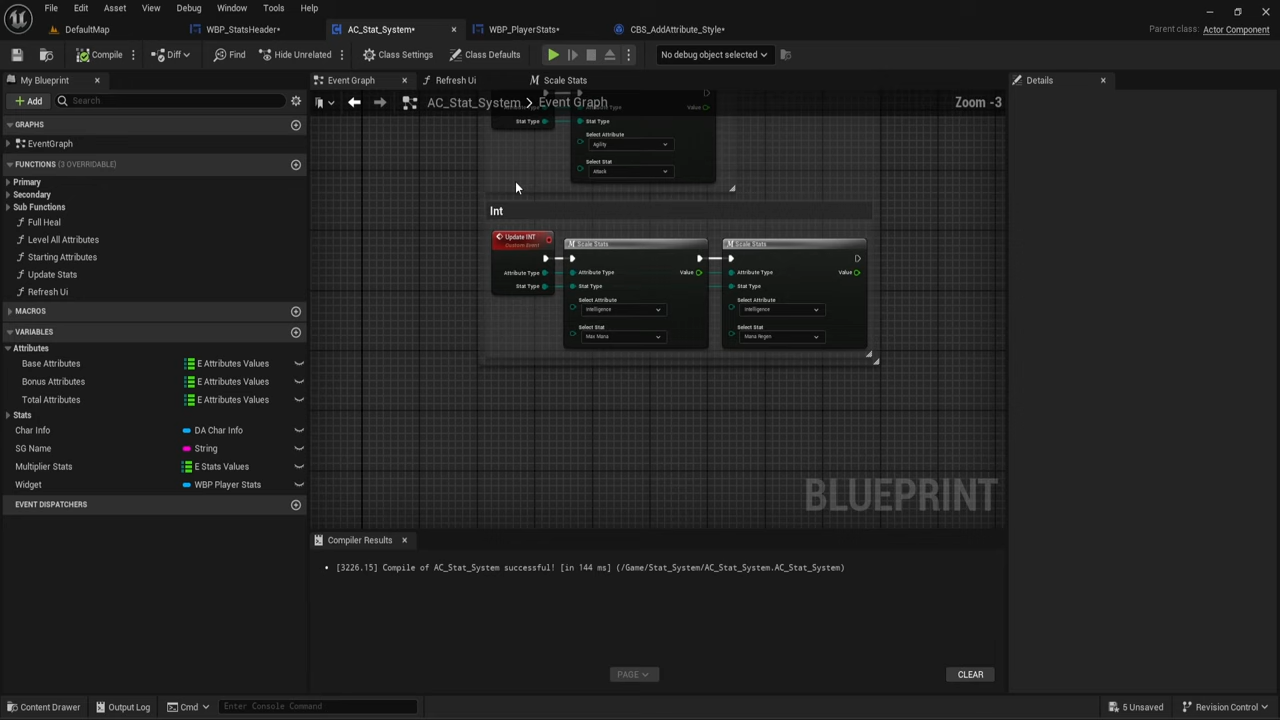 File Edit Asset View Debug Window Tools Help
DefaultMap
WBP_StatsHeader*
AC_Stat_System*
WBP_PlayerStats*
CBS_AddAttribute_Style*
Parent class: Actor Component
Compile
Diff
Find
Hide Unrelated
Class Settings
Class Defaults
No debug object selected
My Blueprint
Event Graph
Refresh Ui
Scale Stats
Details
Add
Search
AC_Stat_System > Event Graph
Zoom -3
GRAPHS
EventGraph
FUNCTIONS (3 OVERRIDABLE)
Primary
Secondary
Sub Functions
Full Heal
Level All Attributes
Starting Attributes
Update Stats
Refresh Ui
MACROS
VARIABLES
Attributes
Base Attributes E Attributes Values
Bonus Attributes E Attributes Values
Total Attributes E Attributes Values
Stats
Char Info DA Char Info
SG Name String
Multiplier Stats E Stats Values
Widget WBP Player Stats
EVENT DISPATCHERS
Value
Stat Type
Stat Type
Select Attribute
Agility
Select Stat
Attack
Int
Update INT
Custom Event
Attribute Type
Stat Type
Scale Stats
Attribute Type Value
Stat Type
Select Attribute
Intelligence
Select Stat
Max Mana
Scale Stats
Attribute Type Value
Stat Type
Select Attribute
Intelligence
Select Stat
Mana Regen
BLUEPRINT
Compiler Results
[3226.15] Compile of AC_Stat_System successful! [in 144 ms] (/Game/Stat_System/AC_Stat_System.AC_Stat_System)
PAGE
CLEAR
Content Drawer
Output Log
Cmd
Enter Console Command
5 Unsaved
Revision Control